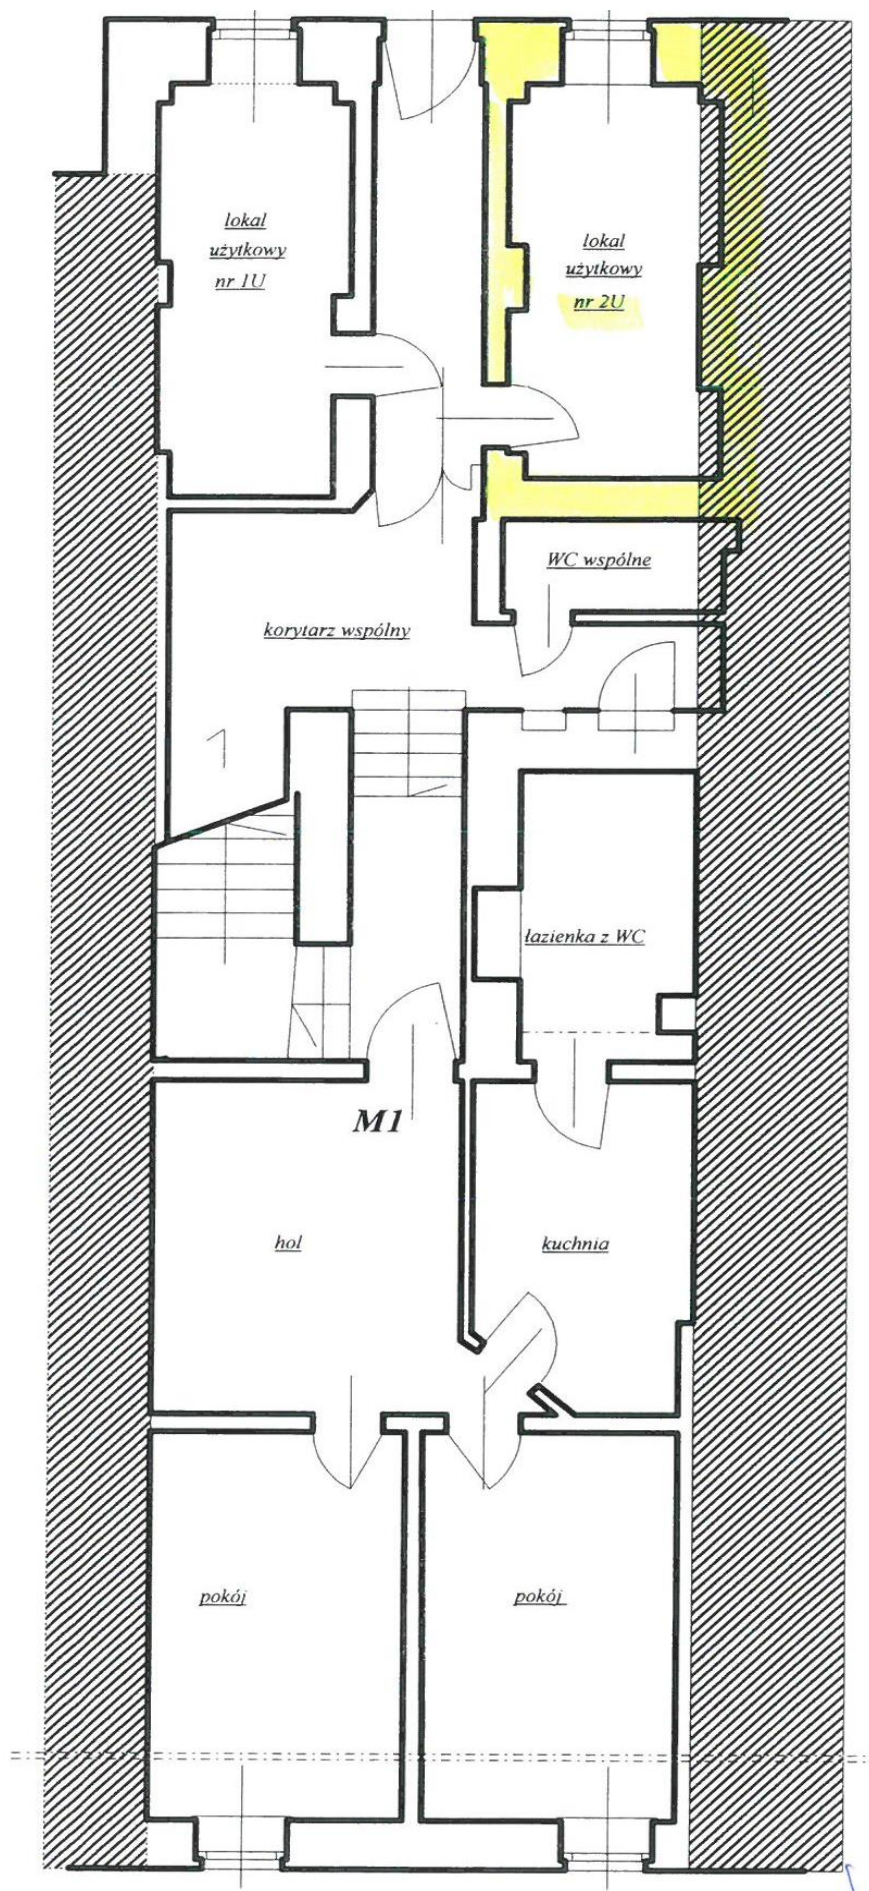 lokal
użytkowy
nr 1U
lokal
użytkowy
nr 2U
WC wspólne
korytarz wspólny
łazienka z WC
M1
hol
kuchnia
pokój
pokój